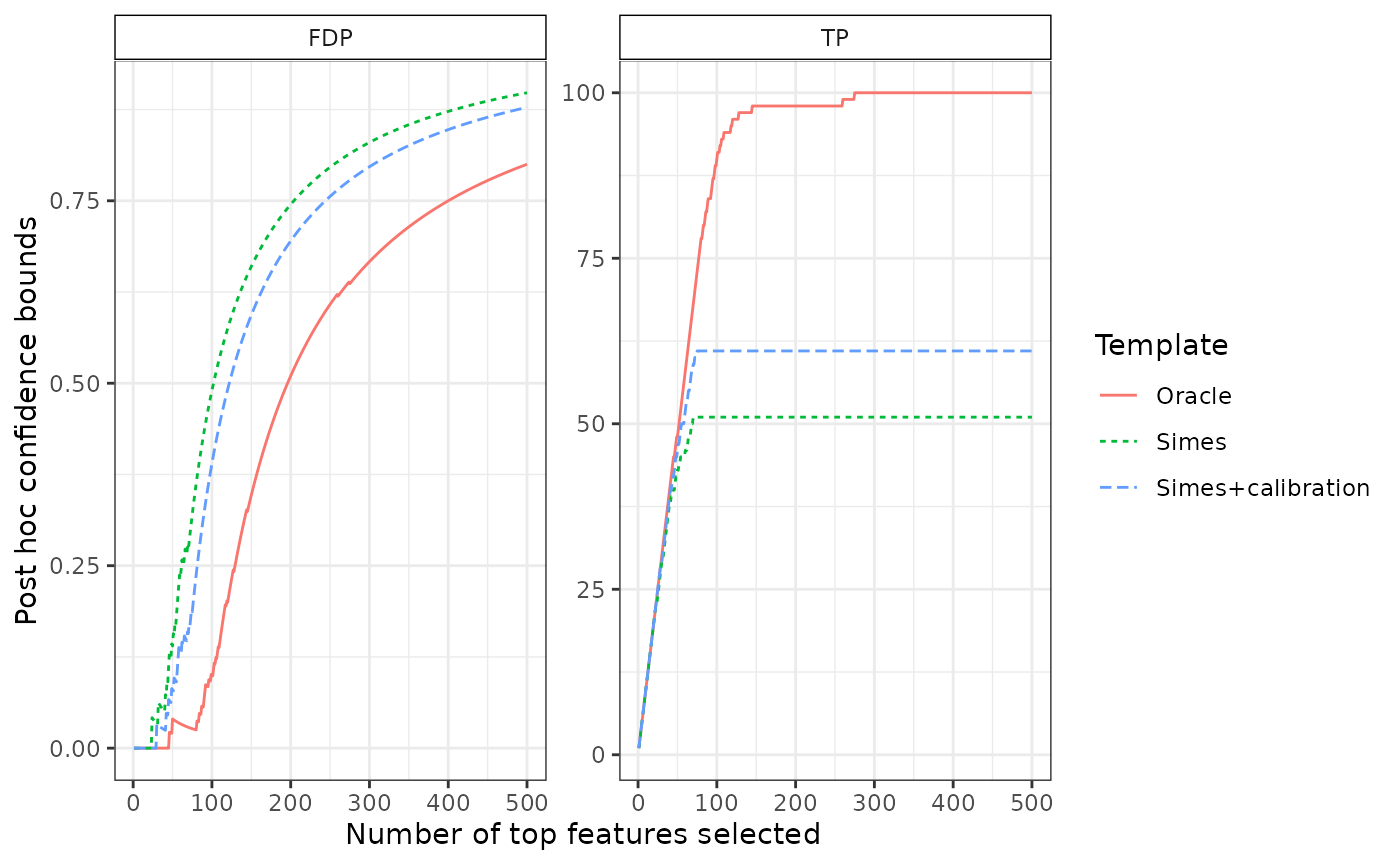 FDP
TP
Post hoc confidence bounds
0.75
0.50
0.25
0.00
100
75
50
25
0
0 100 200 300 400 500
0 100 200 300 400 500
Number of top features selected
Template
Oracle
Simes
Simes+calibration